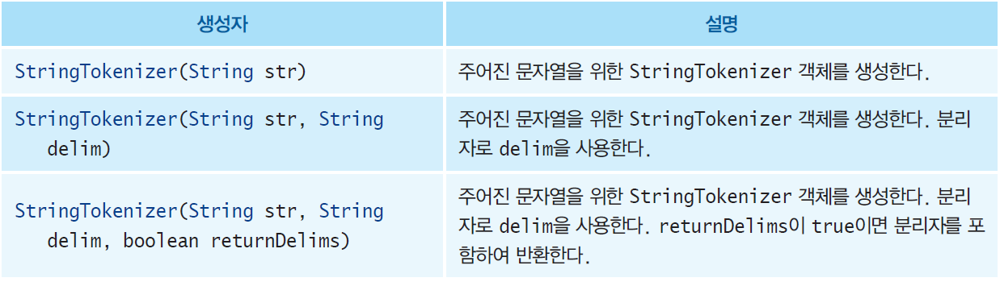 생성자
설명
StringTokenizer(String str)
주어진 문자열을 위한 StringTokenizer 객체를 생성한다.
StringTokenizer(String str, String
delim)
주어진 문자열을 위한 StringTokenizer 객체를 생성한다. 분리
자로 delim을 사용한다.
StringTokenizer(String str, String
delim, boolean returnDelims)
주어진 문자열을 위한 StringTokenizer 객체를 생성한다. 분리
자로 delim을 사용한다. returnDelims이 true이면 분리자를 포
함하여 반환한다.